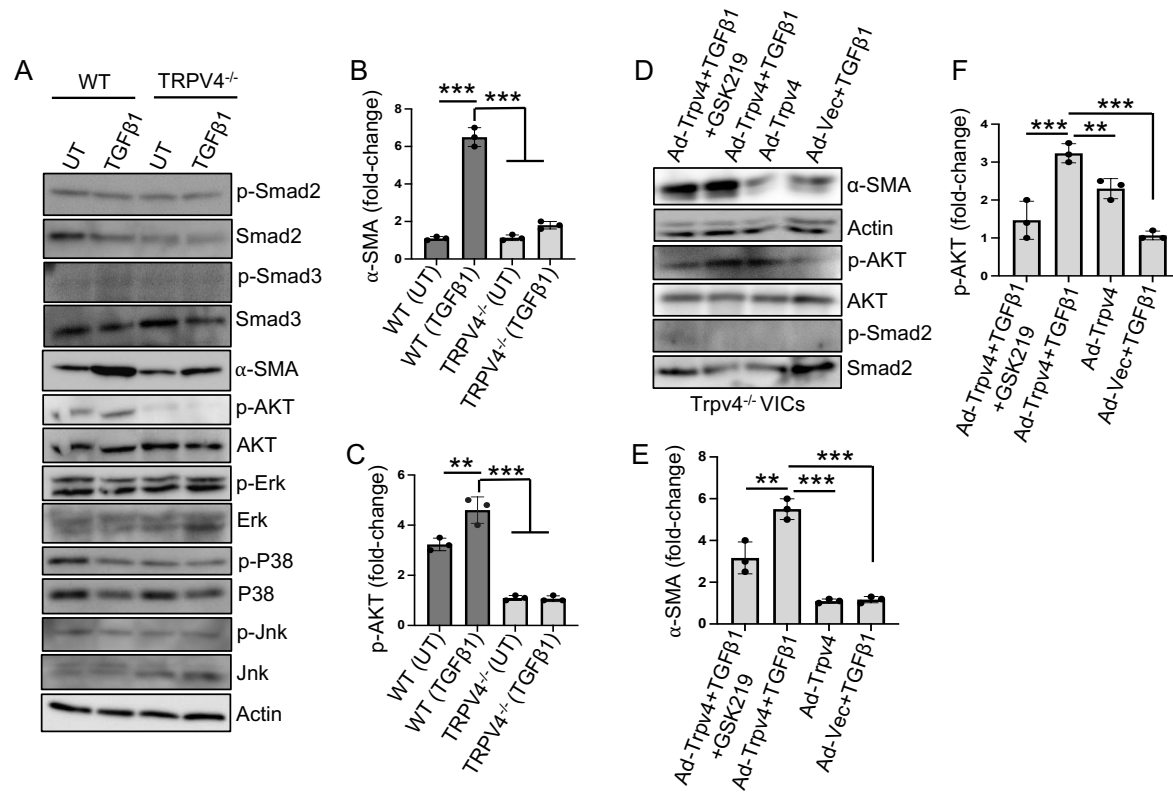 A
WT
TRPV4-/-
UT
TGFβ1
UT
TGFβ1
p-Smad2
Smad2
p-Smad3
Smad3
α-SMA
p-AKT
AKT
p-Erk
Erk
p-P38
P38
p-Jnk
Jnk
Actin
B
α-SMA (fold-change)
8
6
4
2
0
***
***
WT (UT)
WT (TGFβ1)
TRPV4-/- (UT)
TRPV4-/- (TGFβ1)
C
p-AKT (fold-change)
6
4
2
0
**
***
WT (UT)
WT (TGFβ1)
TRPV4-/- (UT)
TRPV4-/- (TGFβ1)
D
Ad-Trpv4+TGFβ1
+GSK219
Ad-Trpv4+TGFβ1
Ad-Trpv4
Ad-Vec+TGFβ1
α-SMA
Actin
p-AKT
AKT
p-Smad2
Smad2
Trpv4-/- VICs
E
α-SMA (fold-change)
8
6
4
2
0
**
***
***
Ad-Trpv4+TGFβ1
+GSK219
Ad-Trpv4+TGFβ1
Ad-Trpv4
Ad-Vec+TGFβ1
F
p-AKT (fold-change)
4
3
2
1
0
***
**
***
Ad-Trpv4+TGFβ1
+GSK219
Ad-Trpv4+TGFβ1
Ad-Trpv4
Ad-Vec+TGFβ1